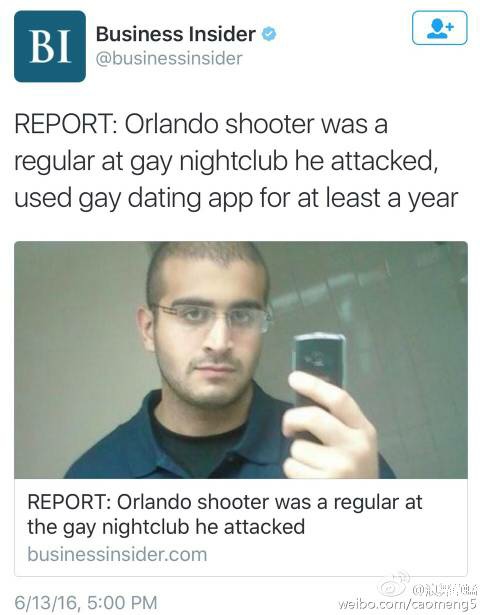 BI
Business Insider
@businessinsider
REPORT: Orlando shooter was a
regular at gay nightclub he attacked,
used gay dating app for at least a year
REPORT: Orlando shooter was a regular at
the gay nightclub he attacked
businessinsider.com
6/13/16, 5:00 PM
weibo.com/caomeng5